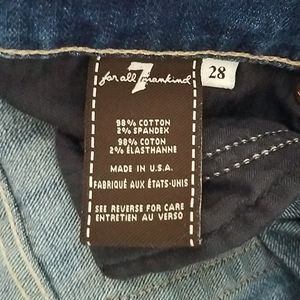 7
for all mankind
28
98% COTTON
2% SPANDEX
98% COTON
2% ÉLASTHANNE
MADE IN U.S.A.
FABRIQUÉ AUX ÉTATS-UNIS
SEE REVERSE FOR CARE
ENTRETIEN AU VERSO